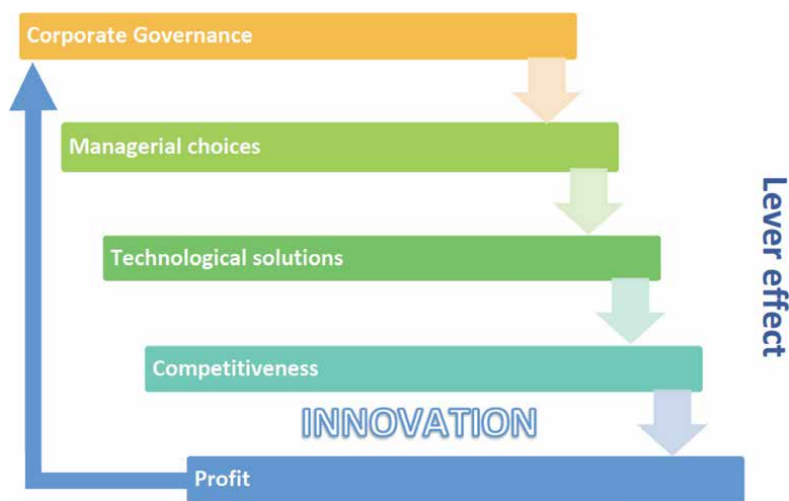 Corporate Governance
Managerial choices
Technological solutions
Competitiveness
INNOVATION
Profit
Lever effect